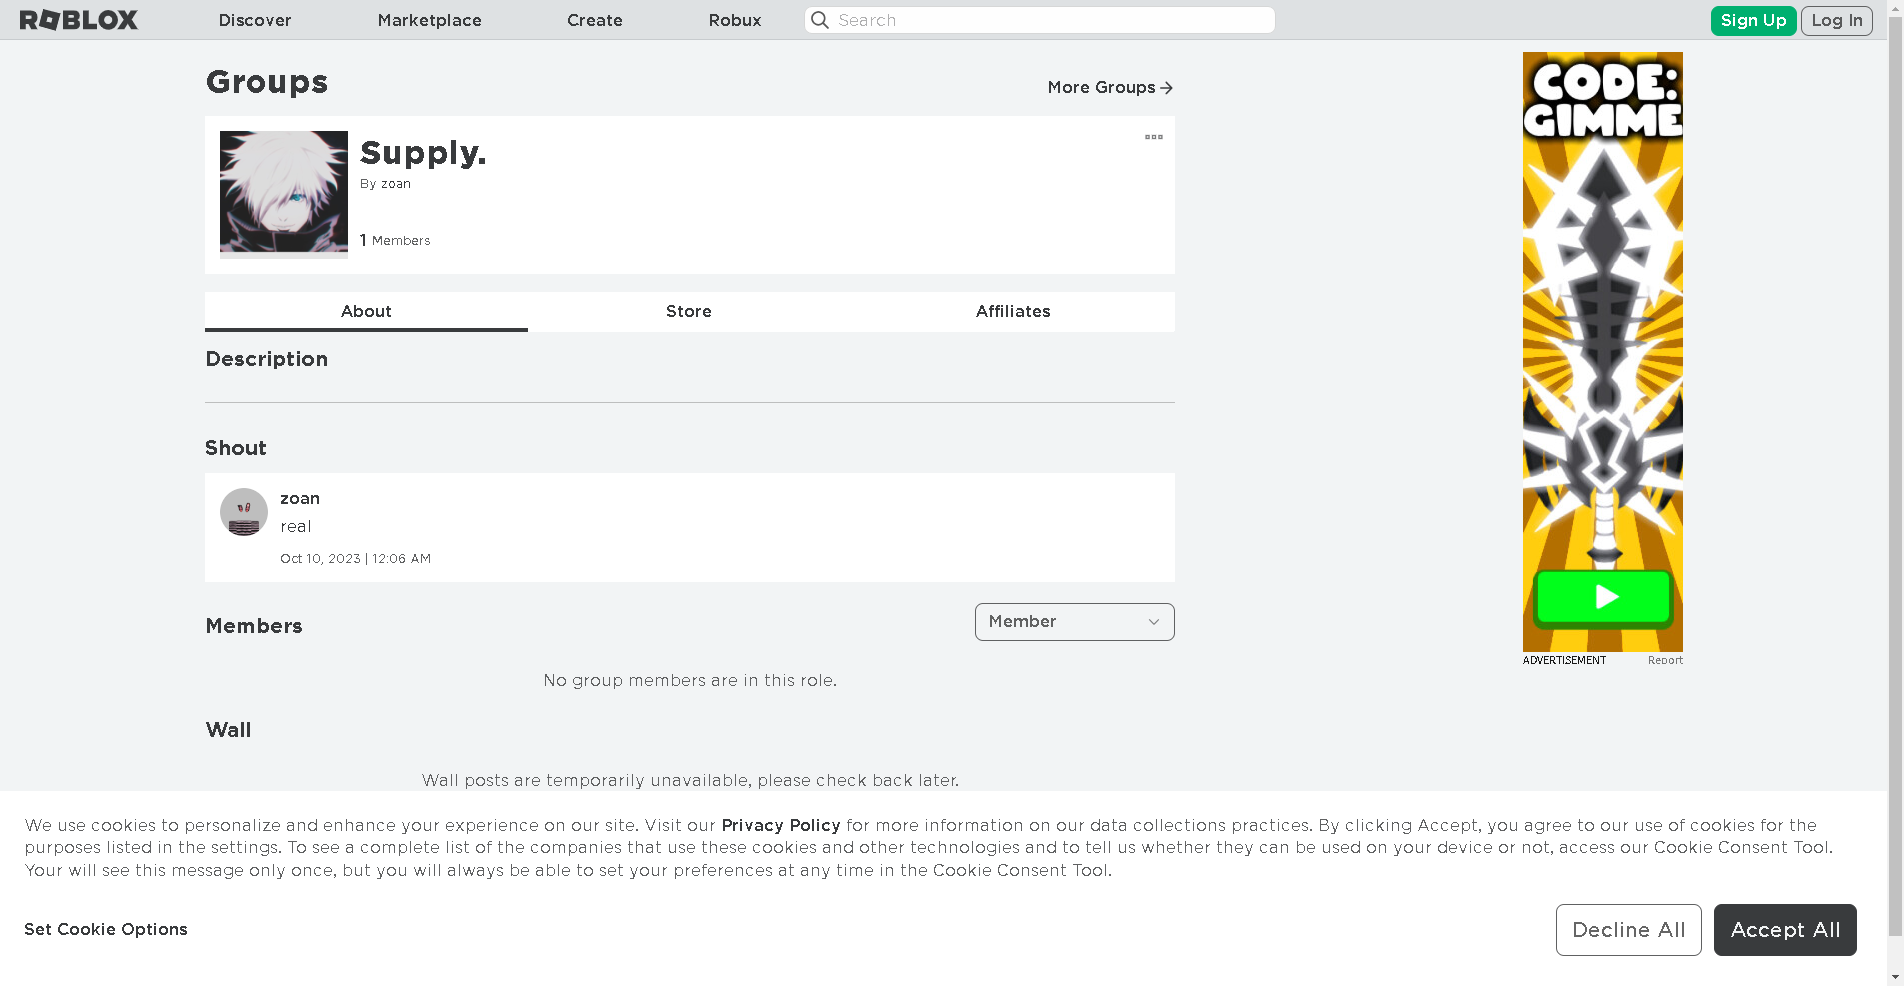 ROBLOX Discover Marketplace Create Robux Search Sign Up Log In
Groups
More Groups
Supply.
By zoan
1 Members
About Store Affiliates
Description
Shout
zoan
real
Oct 10, 2023 | 12:06 AM
Members
Member
No group members are in this role.
Wall
Wall posts are temporarily unavailable, please check back later.
CODE:
GIMME
ADVERTISEMENT Report
We use cookies to personalize and enhance your experience on our site. Visit our Privacy Policy for more information on our data collections practices. By clicking Accept, you agree to our use of cookies for the
purposes listed in the settings. To see a complete list of the companies that use these cookies and other technologies and to tell us whether they can be used on your device or not, access our Cookie Consent Tool.
Your will see this message only once, but you will always be able to set your preferences at any time in the Cookie Consent Tool.
Set Cookie Options
Decline All
Accept All